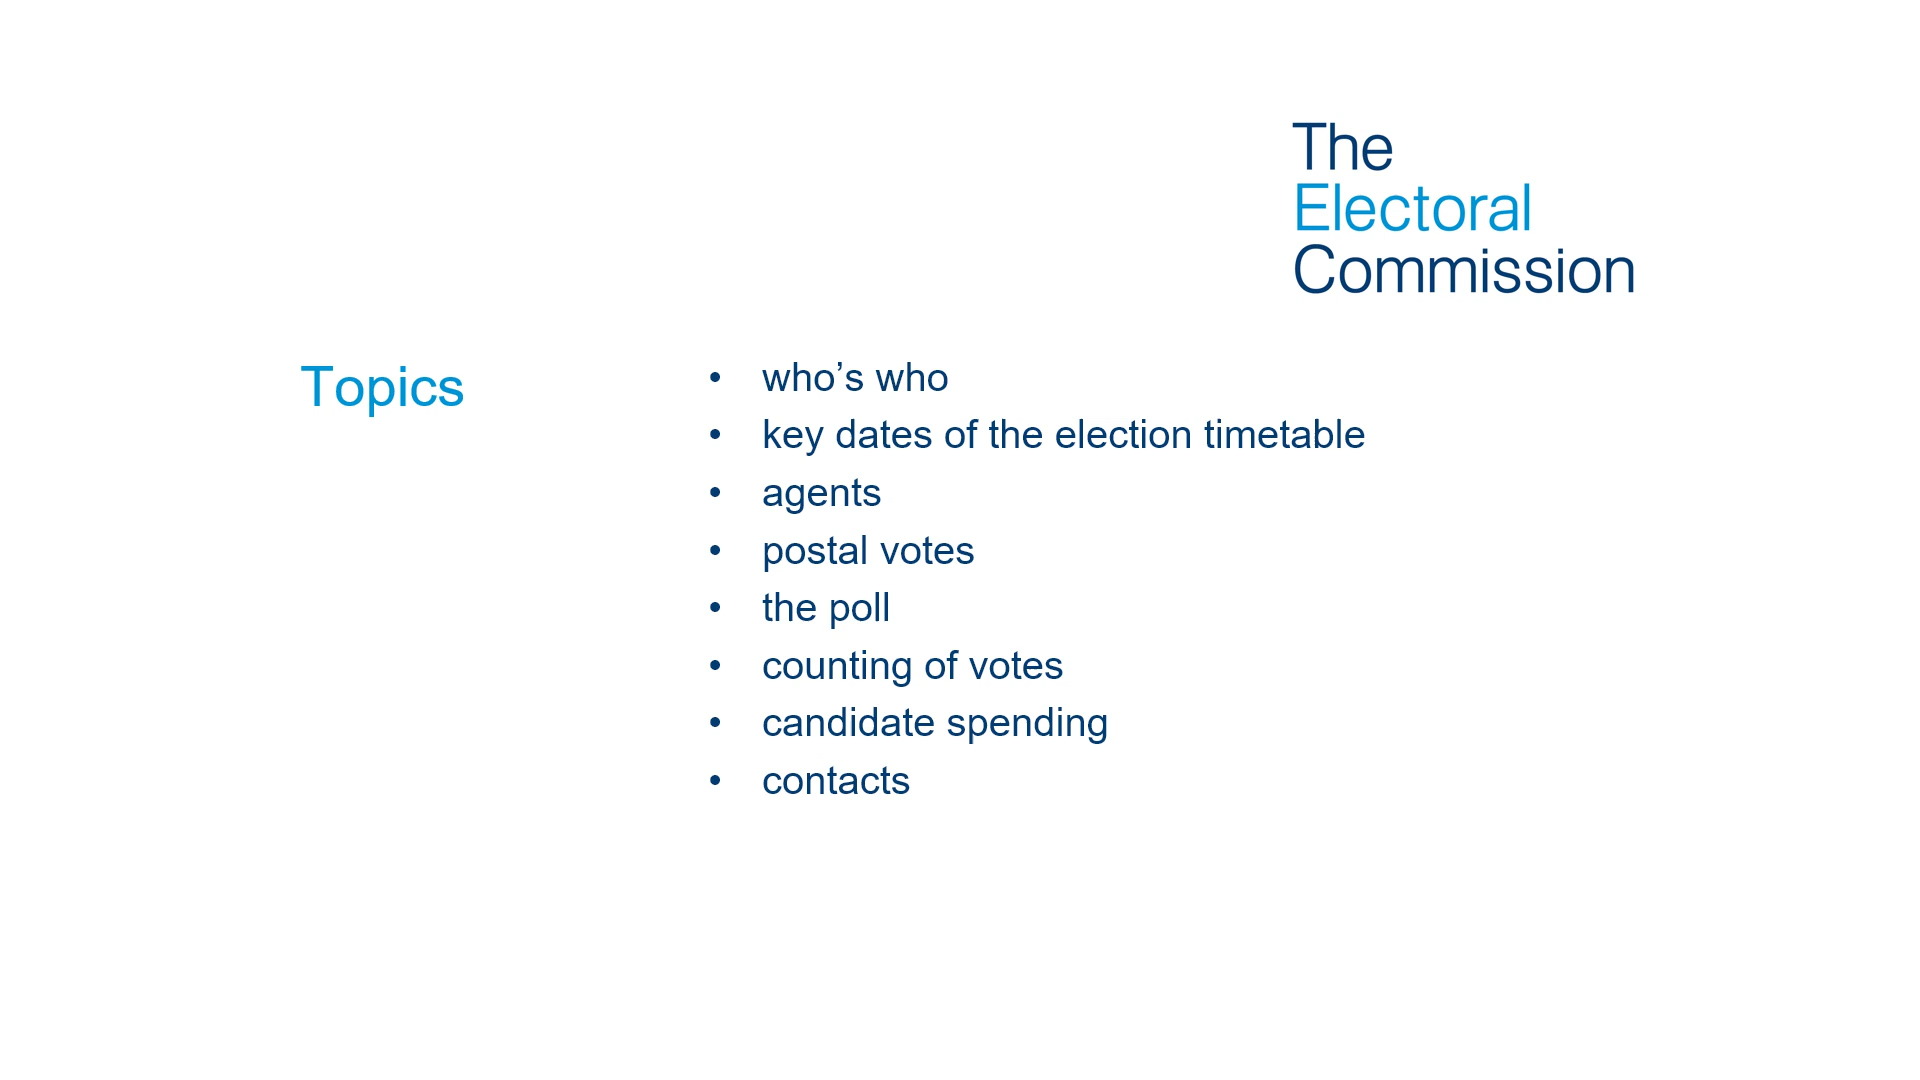 The
Electoral
Commission
Topics
• who’s who
• key dates of the election timetable
• agents
• postal votes
• the poll
• counting of votes
• candidate spending
• contacts